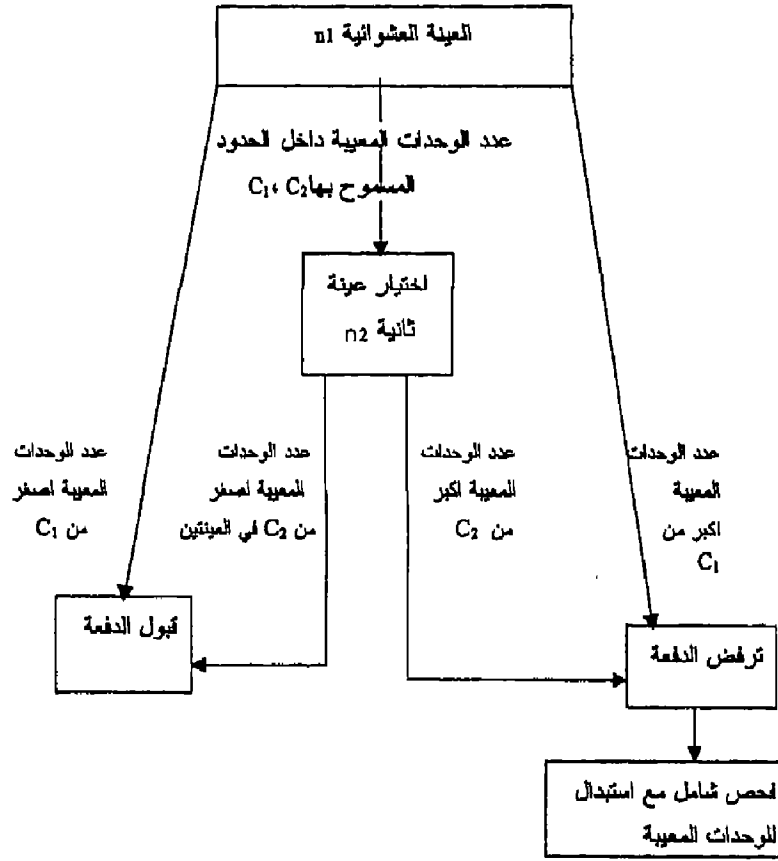 العينة العشوائية n1
عدد الوحدات المعيبة داخل الحدود
المسموح بها C₁، C₂
اختيار عينة
ثانية n2
عدد الوحدات
المعيبة اصغر
من C₁
عدد الوحدات
المعيبة اصغر
من C₂ في العينتين
عدد الوحدات
المعيبة اكبر
من C₂
عدد الوحدات
المعيبة
اكبر من
C₁
قبول الدفعة
ترفض الدفعة
فحص شامل مع استبدال
للوحدات المعيبة